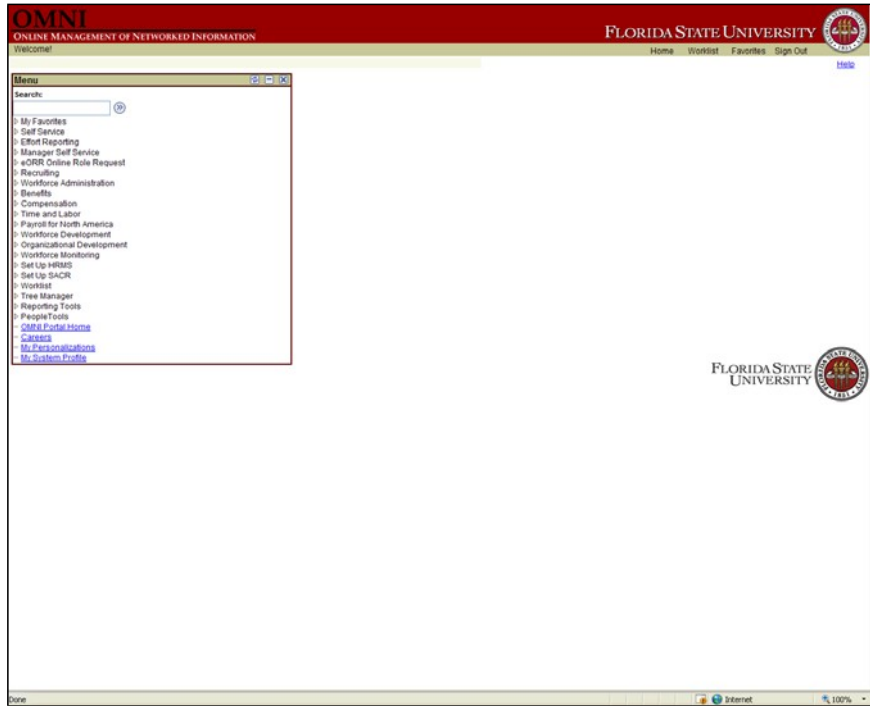 OMNI
ONLINE MANAGEMENT OF NETWORKED INFORMATION
FLORIDA STATE UNIVERSITY
Welcome!
Home Worklist Favorites Sign Out
Help
Menu
Search:
My Favorites
Self Service
Effort Reporting
Manager Self Service
eORR Online Role Request
Recruiting
Workforce Administration
Benefits
Compensation
Time and Labor
Payroll for North America
Workforce Development
Organizational Development
Workforce Monitoring
Set Up HRMS
Set Up SACR
Worklist
Tree Manager
Reporting Tools
PeopleTools
OMNI Portal Home
Careers
My Personalizations
My System Profile
FLORIDA STATE
UNIVERSITY
1851
Done
Internet
100%